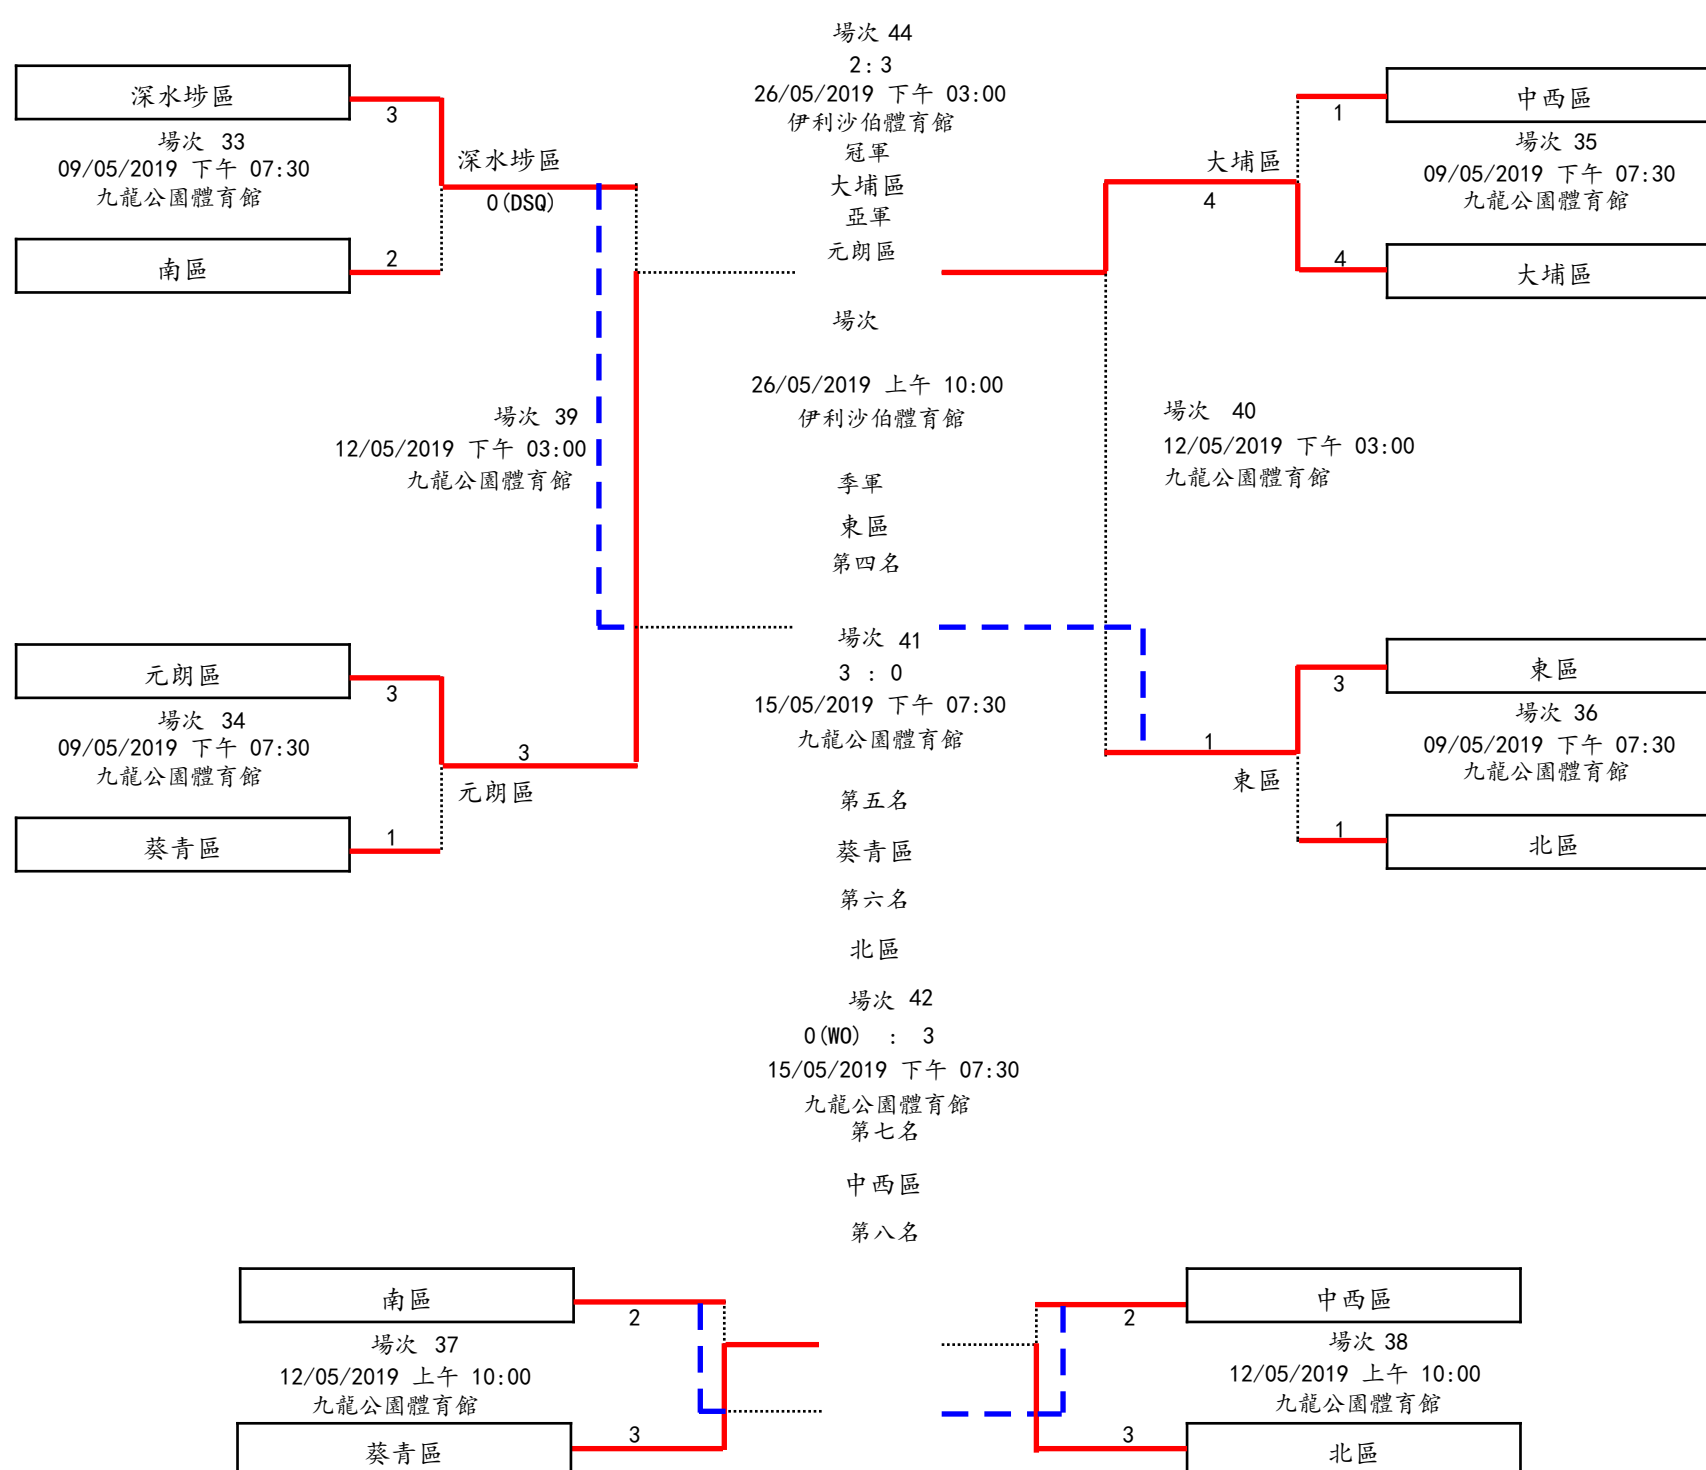 深水埗區
3
場次 33
09/05/2019 下午 07:30
九龍公園體育館
南區
2
深水埗區
0(DSQ)
場次 39
12/05/2019 下午 03:00
九龍公園體育館
元朗區
3
場次 34
09/05/2019 下午 07:30
九龍公園體育館
葵青區
1
3
元朗區
場次 44
2:3
26/05/2019 下午 03:00
伊利沙伯體育館
冠軍
大埔區
亞軍
元朗區
場次
26/05/2019 上午 10:00
伊利沙伯體育館
季軍
東區
第四名
場次 41
3 : 0
15/05/2019 下午 07:30
九龍公園體育館
第五名
葵青區
第六名
北區
場次 42
0(WO) : 3
15/05/2019 下午 07:30
九龍公園體育館
第七名
中西區
第八名
中西區
1
場次 35
09/05/2019 下午 07:30
九龍公園體育館
4
大埔區
大埔區
4
場次 40
12/05/2019 下午 03:00
九龍公園體育館
東區
3
場次 36
09/05/2019 下午 07:30
九龍公園體育館
1
北區
1
東區
南區
2
場次 37
12/05/2019 上午 10:00
九龍公園體育館
葵青區
3
中西區
2
場次 38
12/05/2019 上午 10:00
九龍公園體育館
3
北區